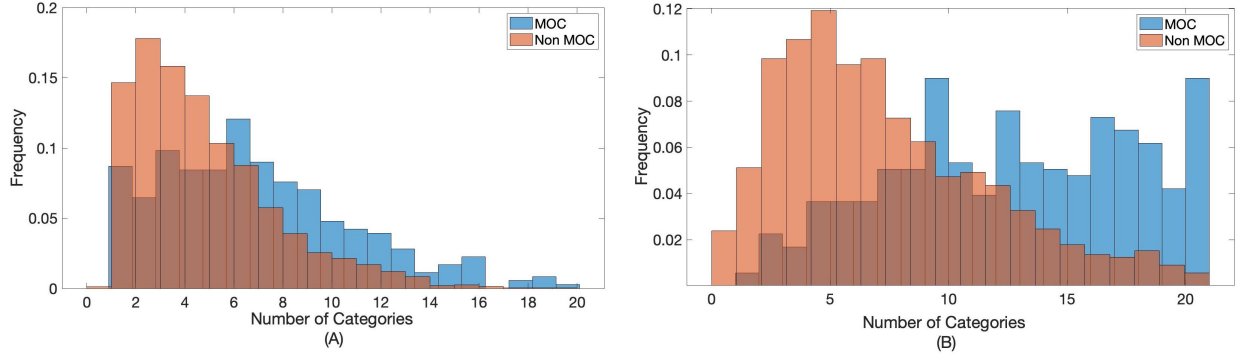 0.2
0.15
0.1
0.05
0
Frequency
MOC
Non MOC
0 2 4 6 8 10 12 14 16 18 20
Number of Categories
(A)
0.12
0.1
0.08
0.06
0.04
0.02
Frequency
MOC
Non MOC
0 5 10 15 20
Number of Categories
(B)